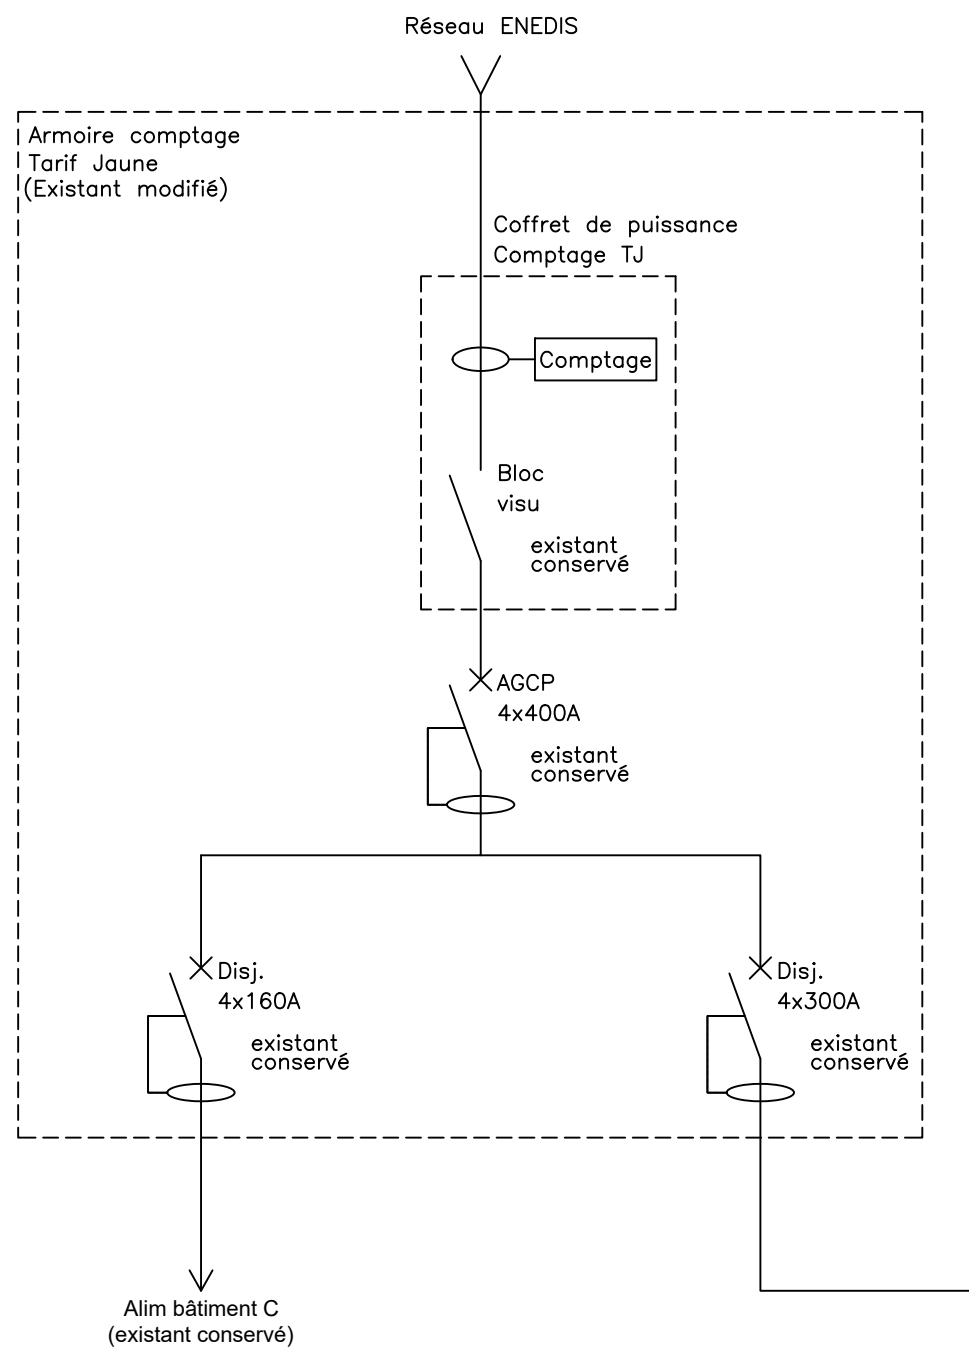 Réseau ENEDIS
Armoire comptage
Tarif Jaune
(Existant modifié)
Coffret de puissance
Comptage TJ
Comptage
Bloc
visu
existant
conservé
AGCP
4x400A
existant
conservé
Disj.
4x160A
existant
conservé
Disj.
4x300A
existant
conservé
Alim bâtiment C
(existant conservé)